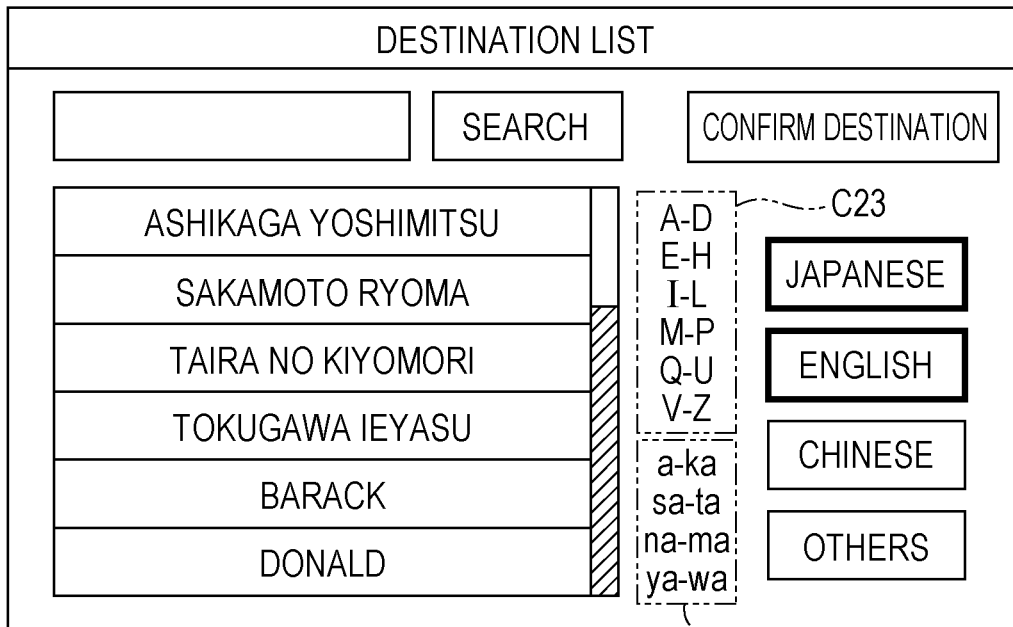 DESTINATION LIST
SEARCH
CONFIRM DESTINATION
ASHIKAGA YOSHIMITSU
SAKAMOTO RYOMA
TAIRA NO KIYOMORI
TOKUGAWA IEYASU
BARACK
DONALD
A-D
E-H
I-L
M-P
Q-U
V-Z
a-ka
sa-ta
na-ma
ya-wa
C23
JAPANESE
ENGLISH
CHINESE
OTHERS